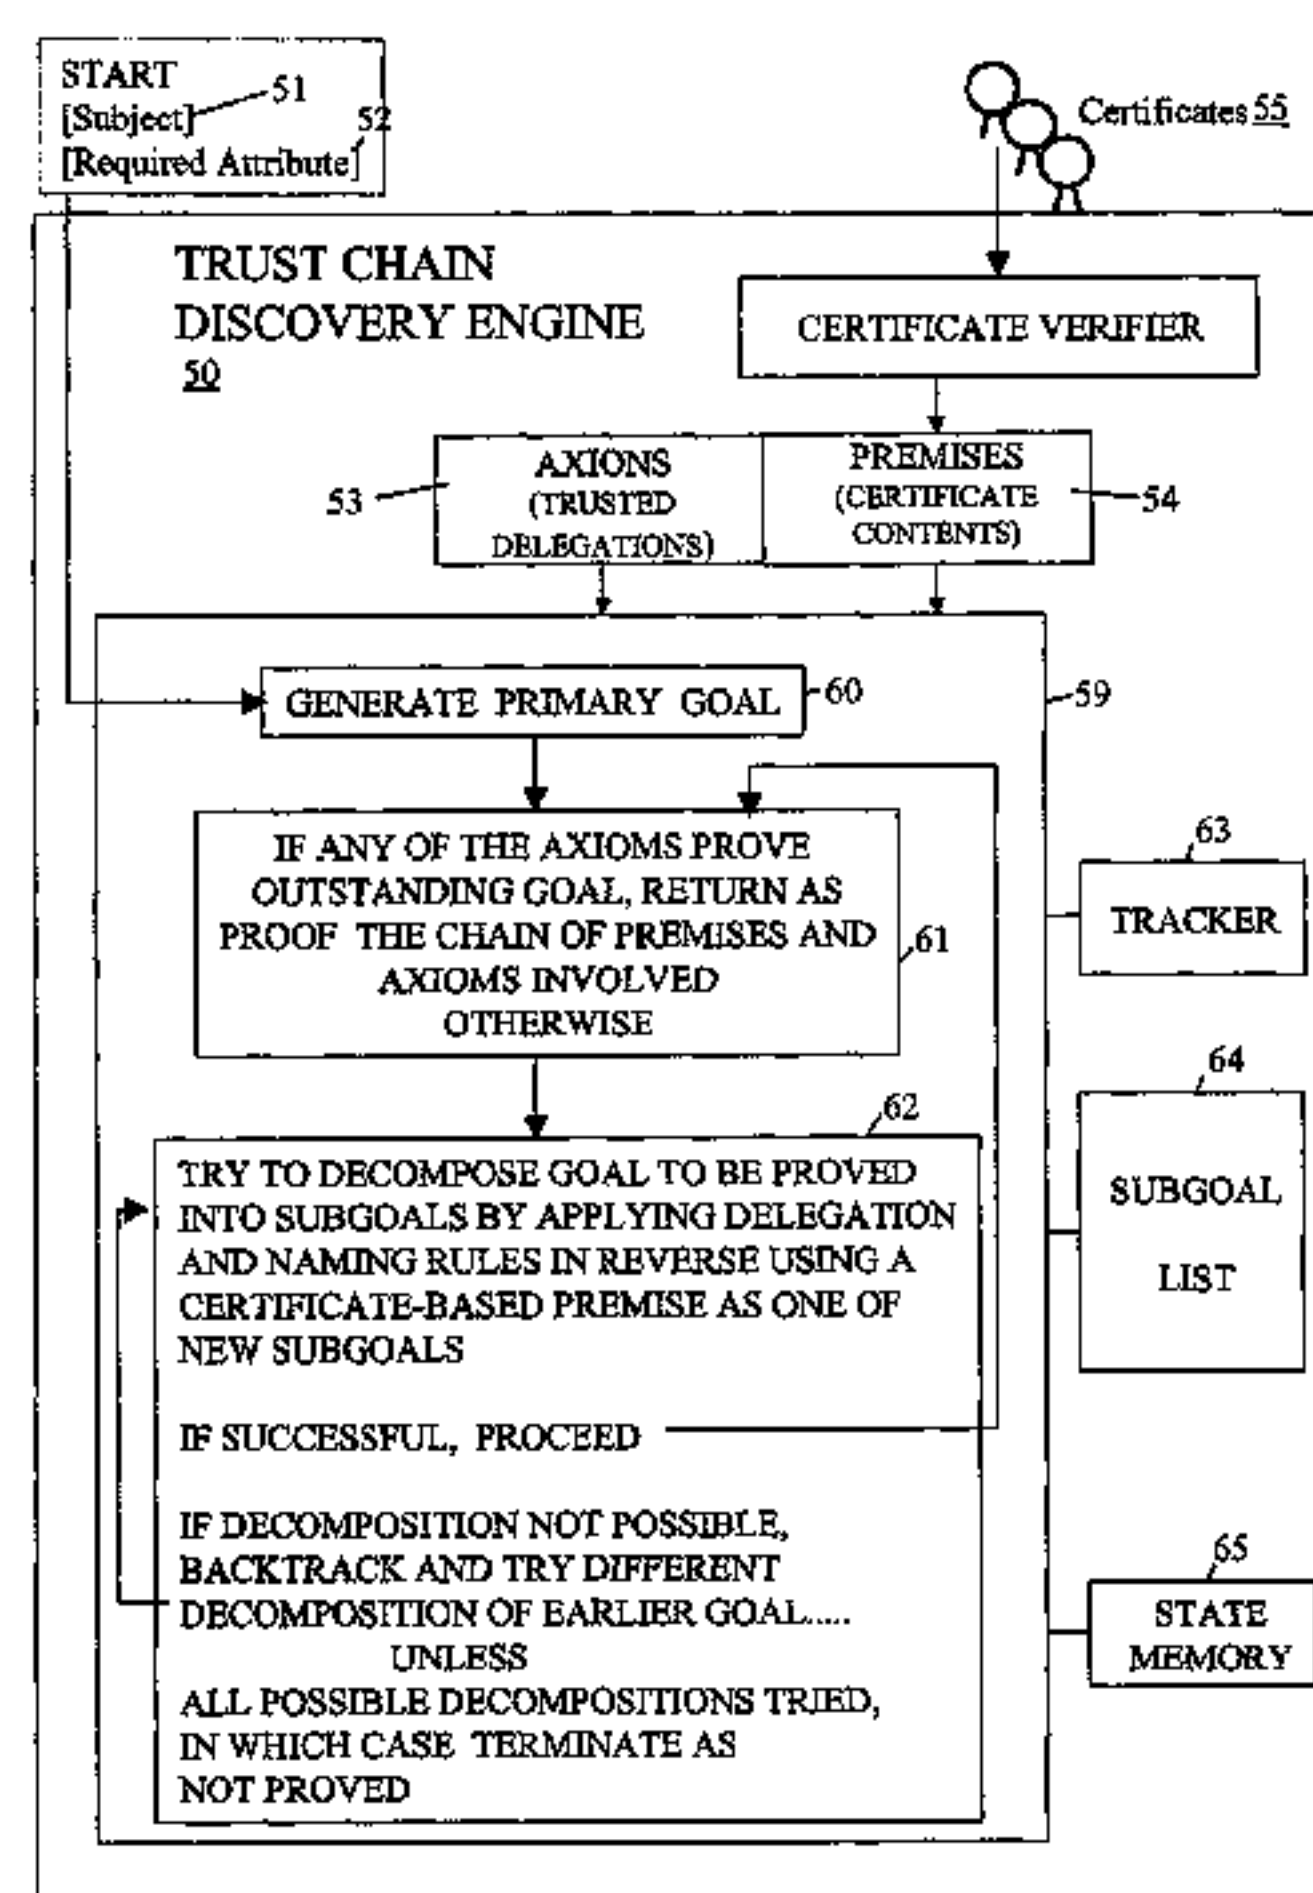 START
[Subject]
51
[Required Attribute]
52
Certificates 55
TRUST CHAIN
DISCOVERY ENGINE
50
CERTIFICATE VERIFIER
AXIONS
(TRUSTED
DELEGATIONS)
53
PREMISES
(CERTIFICATE
CONTENTS)
54
GENERATE PRIMARY GOAL
60
59
IF ANY OF THE AXIOMS PROVE
OUTSTANDING GOAL, RETURN AS
PROOF THE CHAIN OF PREMISES AND
AXIOMS INVOLVED
OTHERWISE
61
63
TRACKER
62
TRY TO DECOMPOSE GOAL TO BE PROVED
INTO SUBGOALS BY APPLYING DELEGATION
AND NAMING RULES IN REVERSE USING A
CERTIFICATE-BASED PREMISE AS ONE OF
NEW SUBGOALS
IF SUCCESSFUL, PROCEED
IF DECOMPOSITION NOT POSSIBLE,
BACKTRACK AND TRY DIFFERENT
DECOMPOSITION OF EARLIER GOAL.....
UNLESS
ALL POSSIBLE DECOMPOSITIONS TRIED,
IN WHICH CASE TERMINATE AS
NOT PROVED
64
SUBGOAL
LIST
65
STATE
MEMORY